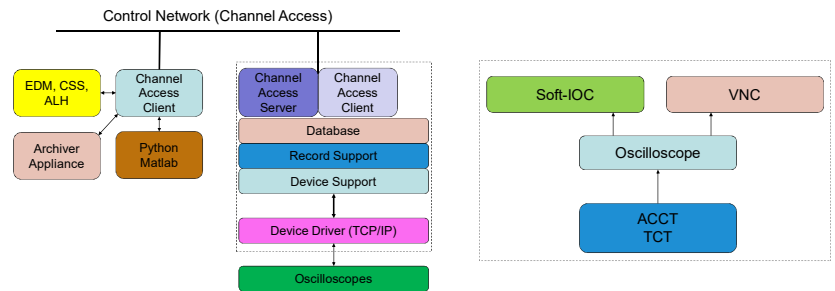 Control Network (Channel Access)
EDM, CSS,
ALH
Channel
Access
Client
Archiver
Appliance
Python
Matlab
Channel
Access
Server
Channel
Access
Client
Database
Record Support
Device Support
Device Driver (TCP/IP)
Oscilloscopes
Soft-IOC
VNC
Oscilloscope
ACCT
TCT